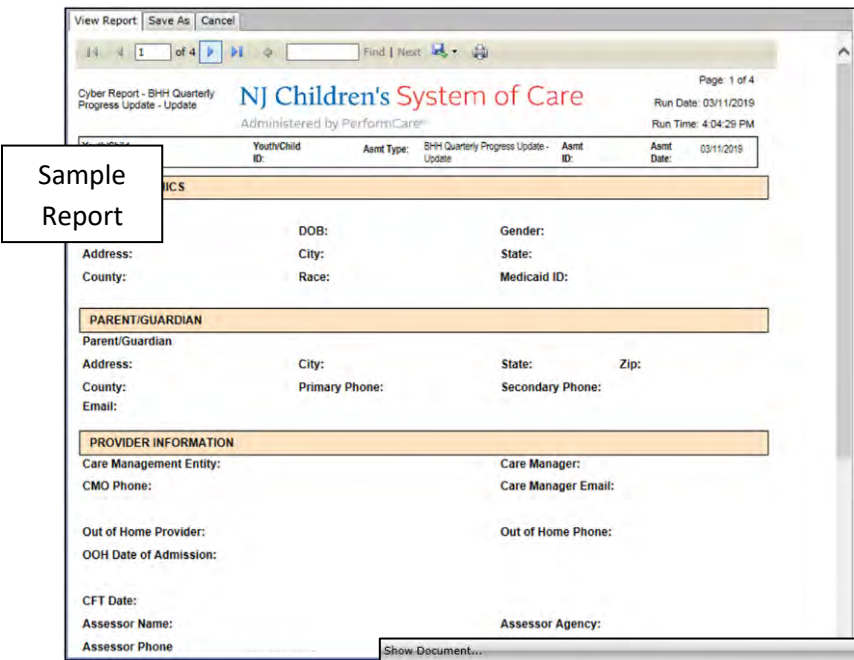 View Report Save As Cancel
1 of 4 Find | Next
Cyber Report - BHH Quarterly
Progress Update - Update
NJ Children's System of Care
Administered by PerformCare®
Page: 1 of 4
Run Date: 03/11/2019
Run Time: 4:04:29 PM
Youth/Child
ID:
Asmt Type:
BHH Quarterly Progress Update -
Update
Asmt
ID:
Asmt
Date:
03/11/2019
Sample
Report
DOB: Gender:
Address: City: State:
County: Race: Medicaid ID:
PARENT/GUARDIAN
Parent/Guardian
Address: City: State: Zip:
County: Primary Phone: Secondary Phone:
Email:
PROVIDER INFORMATION
Care Management Entity: Care Manager:
CMO Phone: Care Manager Email:
Out of Home Provider: Out of Home Phone:
OOH Date of Admission:
CFT Date:
Assessor Name: Assessor Agency:
Assessor Phone
Show Document...